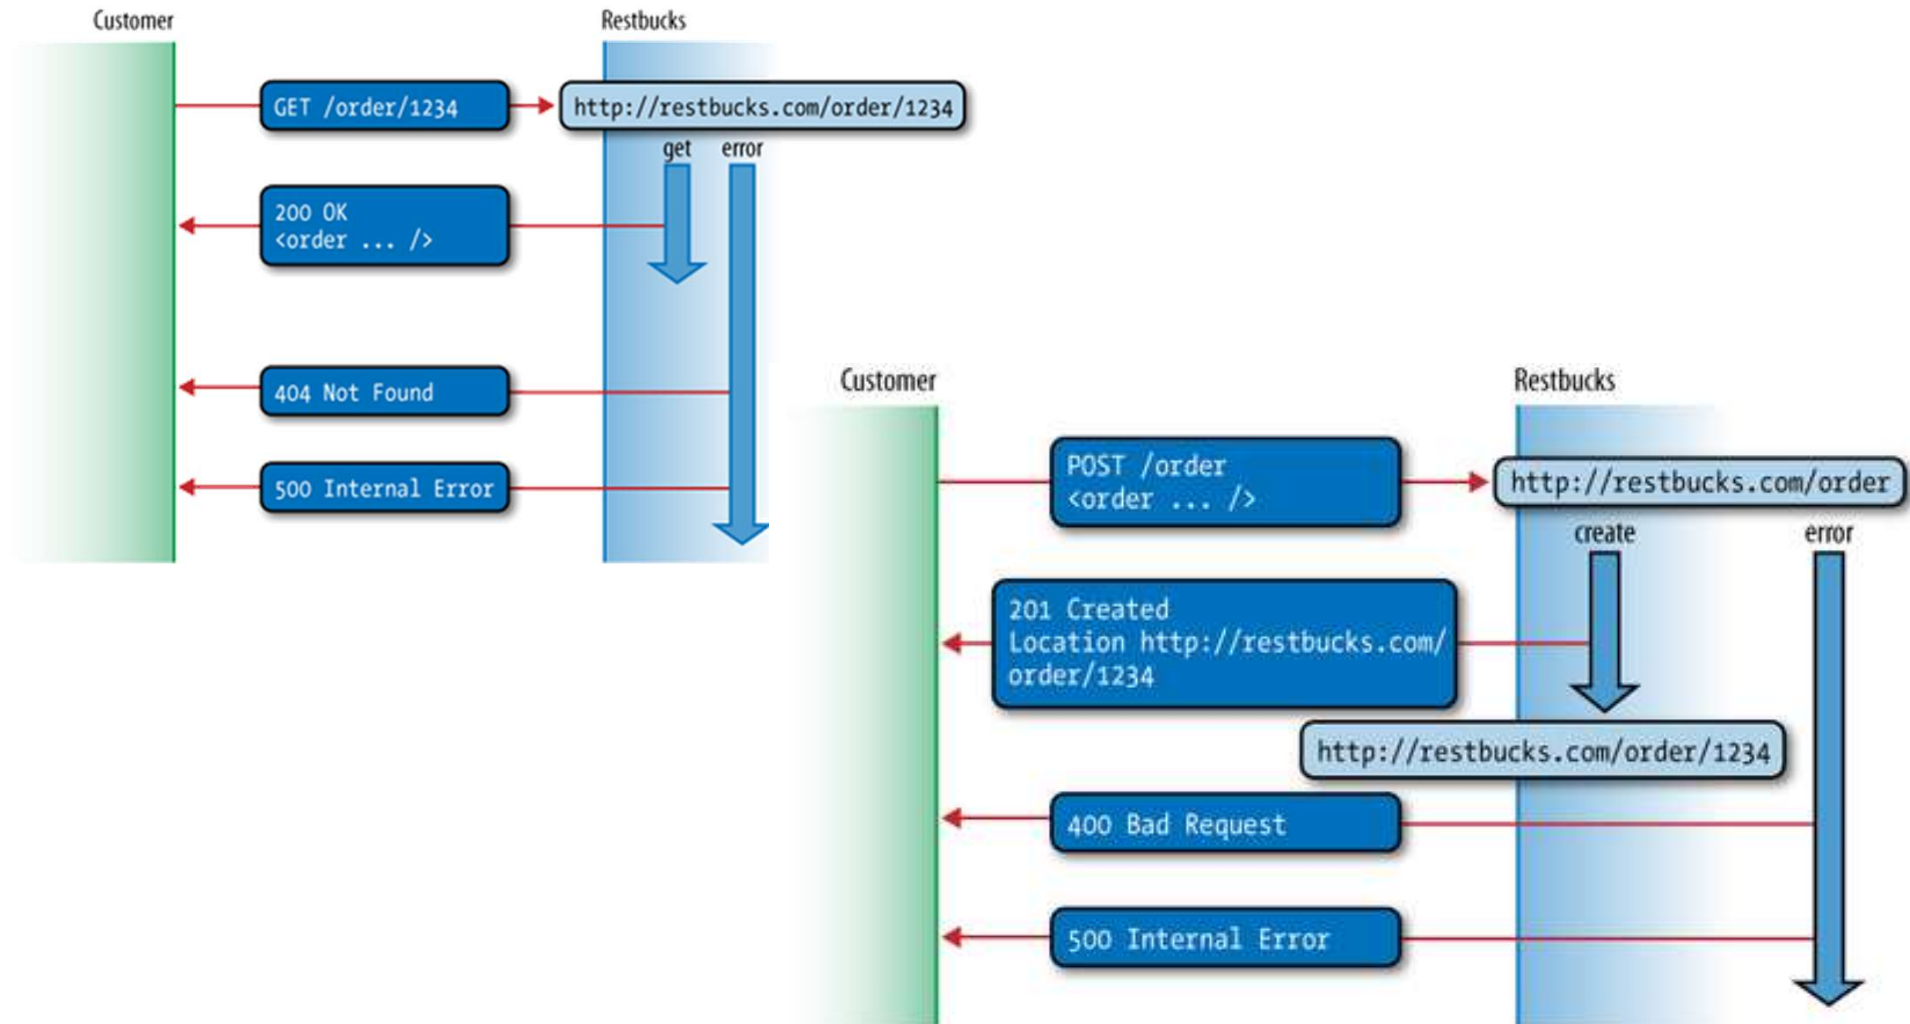 Customer
Restbucks
GET /order/1234
http://restbucks.com/order/1234
get
error
200 OK
<order ... />
404 Not Found
500 Internal Error
Customer
Restbucks
POST /order
<order ... />
http://restbucks.com/order
create
error
201 Created
Location http://restbucks.com/
order/1234
http://restbucks.com/order/1234
400 Bad Request
500 Internal Error